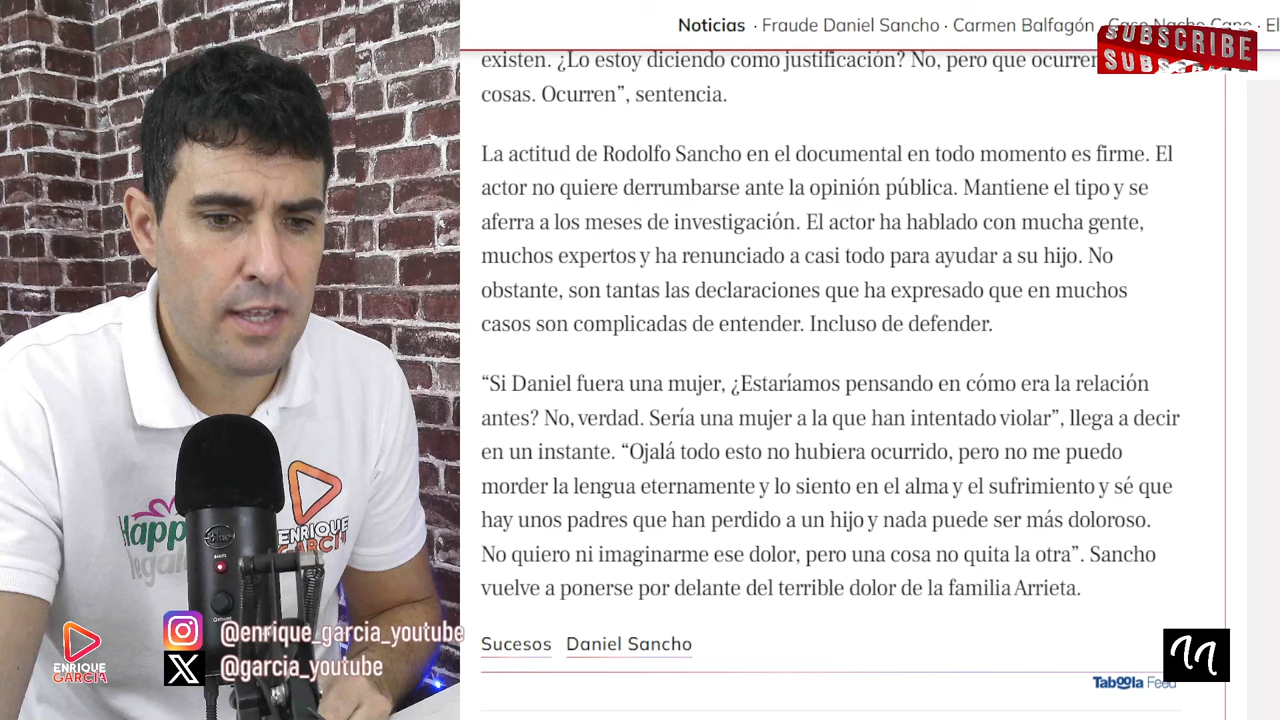 Noticias · Fraude Daniel Sancho · Carmen Balfagón · Caso Nacho Cano · El
SUBSCRIBE
existen. ¿Lo estoy diciendo como justificación? No, pero que ocurren
cosas. Ocurren”, sentencia.
La actitud de Rodolfo Sancho en el documental en todo momento es firme. El
actor no quiere derrumbarse ante la opinión pública. Mantiene el tipo y se
aferra a los meses de investigación. El actor ha hablado con mucha gente,
muchos expertos y ha renunciado a casi todo para ayudar a su hijo. No
obstante, son tantas las declaraciones que ha expresado que en muchos
casos son complicadas de entender. Incluso de defender.
“Si Daniel fuera una mujer, ¿Estaríamos pensando en cómo era la relación
antes? No, verdad. Sería una mujer a la que han intentado violar”, llega a decir
en un instante. “Ojalá todo esto no hubiera ocurrido, pero no me puedo
morder la lengua eternamente y lo siento en el alma y el sufrimiento y sé que
hay unos padres que han perdido a un hijo y nada puede ser más doloroso.
No quiero ni imaginarme ese dolor, pero una cosa no quita la otra”. Sancho
vuelve a ponerse por delante del terrible dolor de la familia Arrieta.
Sucesos Daniel Sancho
Taboola Feed
ENRIQUE
GARCIA
@enrique_garcia_youtube
@garcia_youtube
ENRIQUE
GARCIA